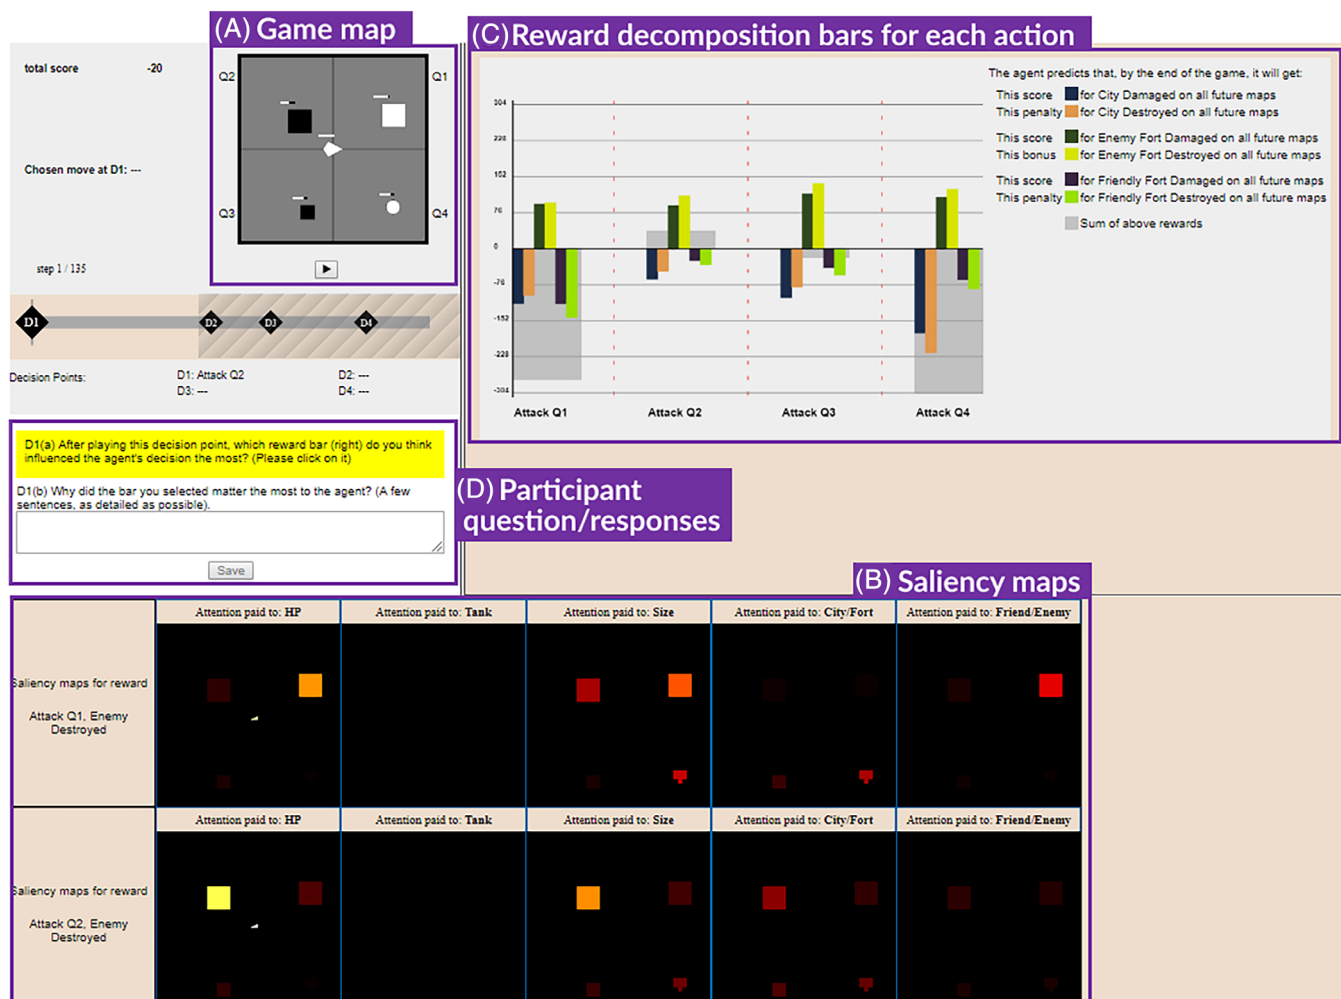 (A) Game map
(C) Reward decomposition bars for each action
total score -20
Q2
Q1
Chosen move at D1: ---
Q3
Q4
step 1 / 135
D1
D2
D3
D4
Decision Points:
D1: Attack Q2
D2: ---
D3: ---
D4: ---
The agent predicts that, by the end of the game, it will get:
This score for City Damaged on all future maps
This penalty for City Destroyed on all future maps
This score for Enemy Fort Damaged on all future maps
This bonus for Enemy Fort Destroyed on all future maps
This score for Friendly Fort Damaged on all future maps
This penalty for Friendly Fort Destroyed on all future maps
Sum of above rewards
304
228
152
76
0
-76
-152
-228
-304
Attack Q1
Attack Q2
Attack Q3
Attack Q4
D1(a) After playing this decision point, which reward bar (right) do you think
influenced the agent's decision the most? (Please click on it)
D1(b) Why did the bar you selected matter the most to the agent? (A few
sentences, as detailed as possible).
Save
(D) Participant
question/responses
(B) Saliency maps
Attention paid to: HP
Attention paid to: Tank
Attention paid to: Size
Attention paid to: City/Fort
Attention paid to: Friend/Enemy
Saliency maps for reward
Attack Q1, Enemy
Destroyed
Attention paid to: HP
Attention paid to: Tank
Attention paid to: Size
Attention paid to: City/Fort
Attention paid to: Friend/Enemy
Saliency maps for reward
Attack Q2, Enemy
Destroyed